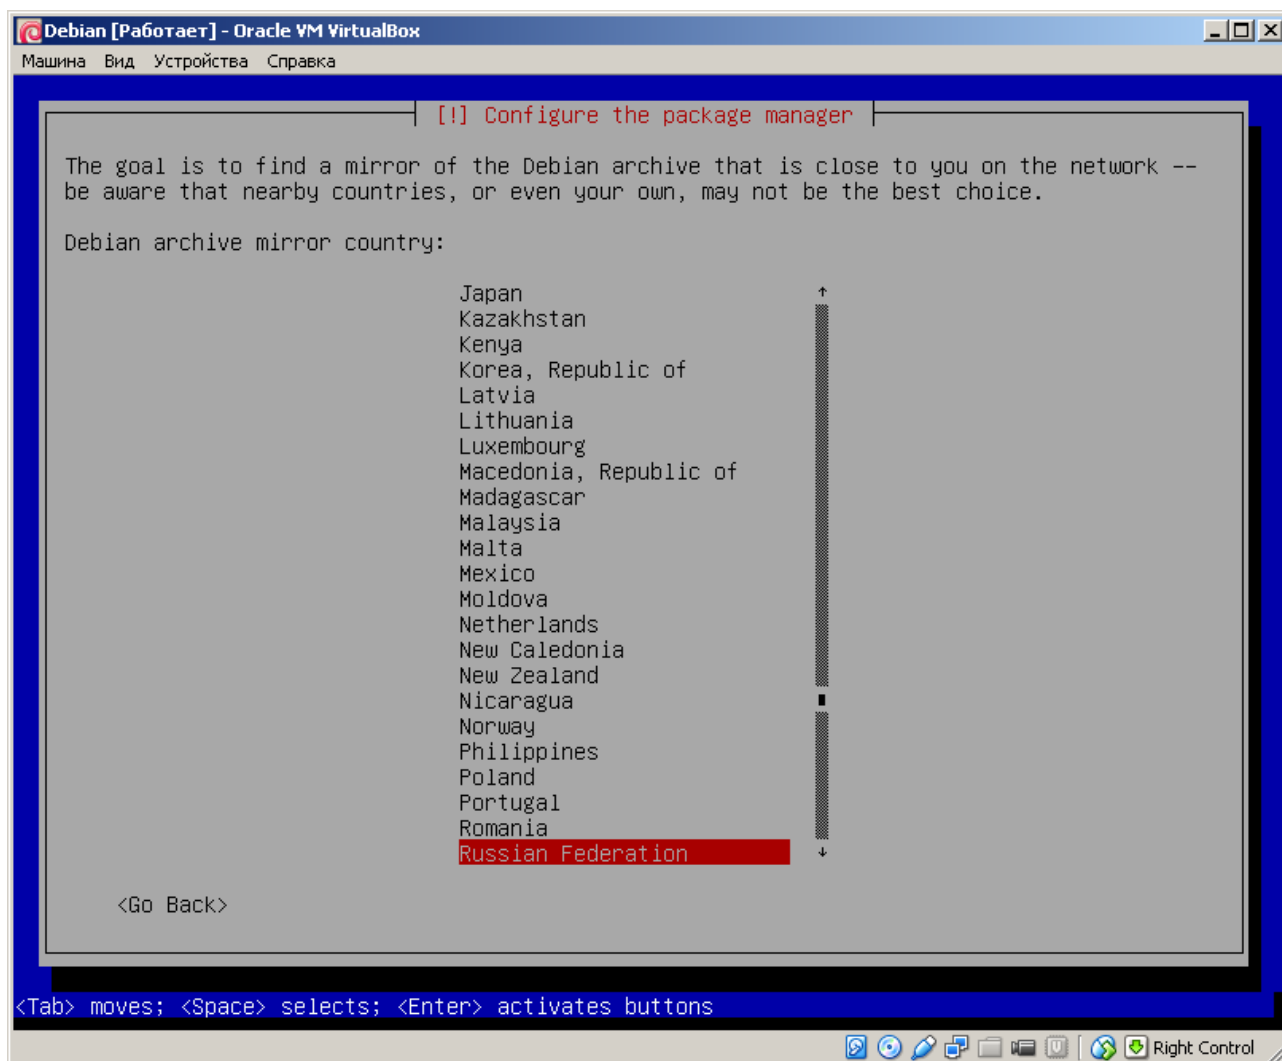 Debian [Работает] - Oracle VM VirtualBox
Машина Вид Устройства Справка
[!] Configure the package manager
The goal is to find a mirror of the Debian archive that is close to you on the network --
be aware that nearby countries, or even your own, may not be the best choice.
Debian archive mirror country:
Japan
Kazakhstan
Kenya
Korea, Republic of
Latvia
Lithuania
Luxembourg
Macedonia, Republic of
Madagascar
Malaysia
Malta
Mexico
Moldova
Netherlands
New Caledonia
New Zealand
Nicaragua
Norway
Philippines
Poland
Portugal
Romania
Russian Federation
<Go Back>
<Tab> moves; <Space> selects; <Enter> activates buttons
Right Control